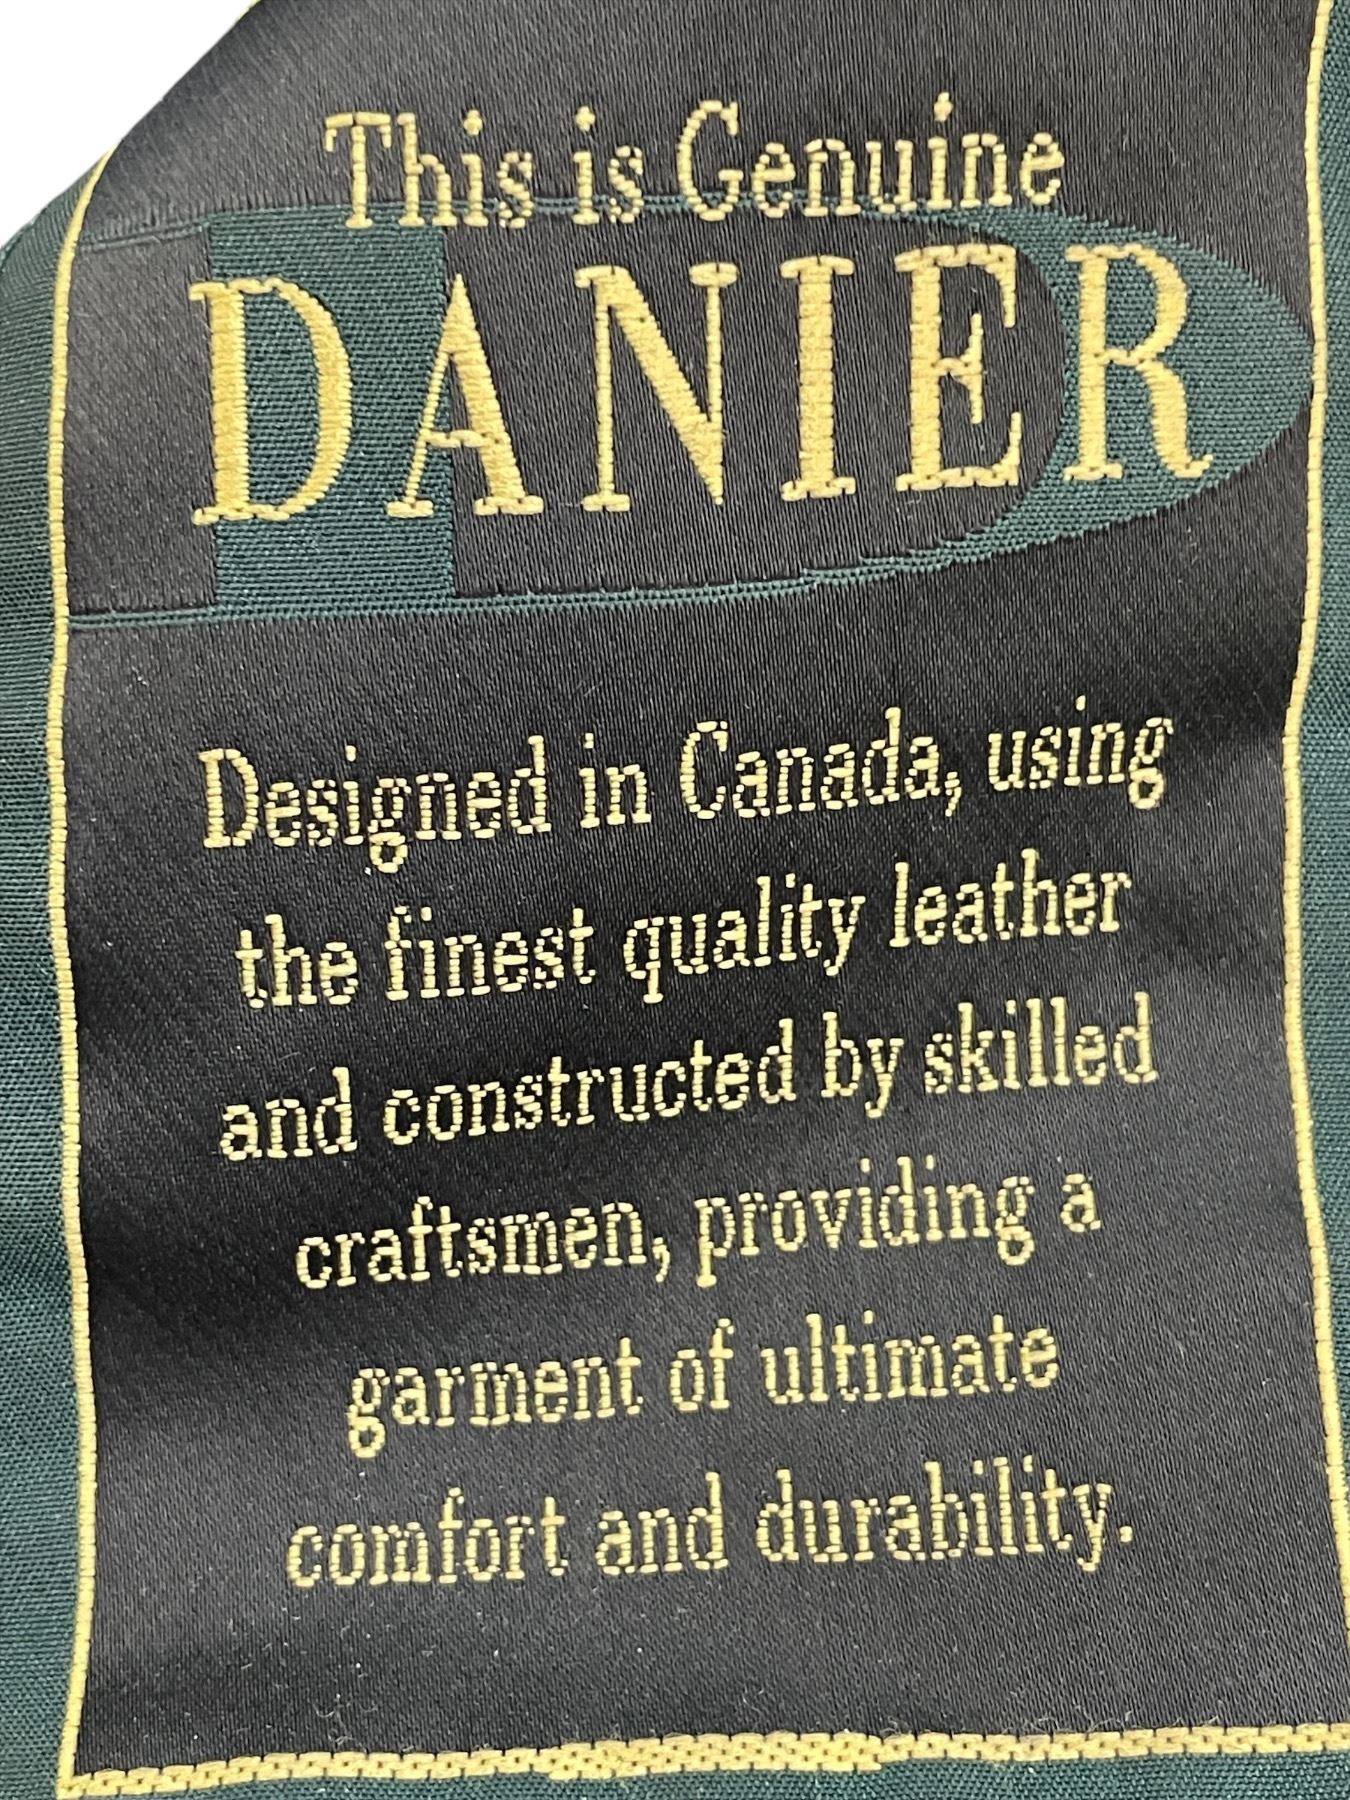 This is Genuine
DANIER
Designed in Canada, using
the finest quality leather
and constructed by skilled
craftsmen, providing a
garment of ultimate
comfort and durability.